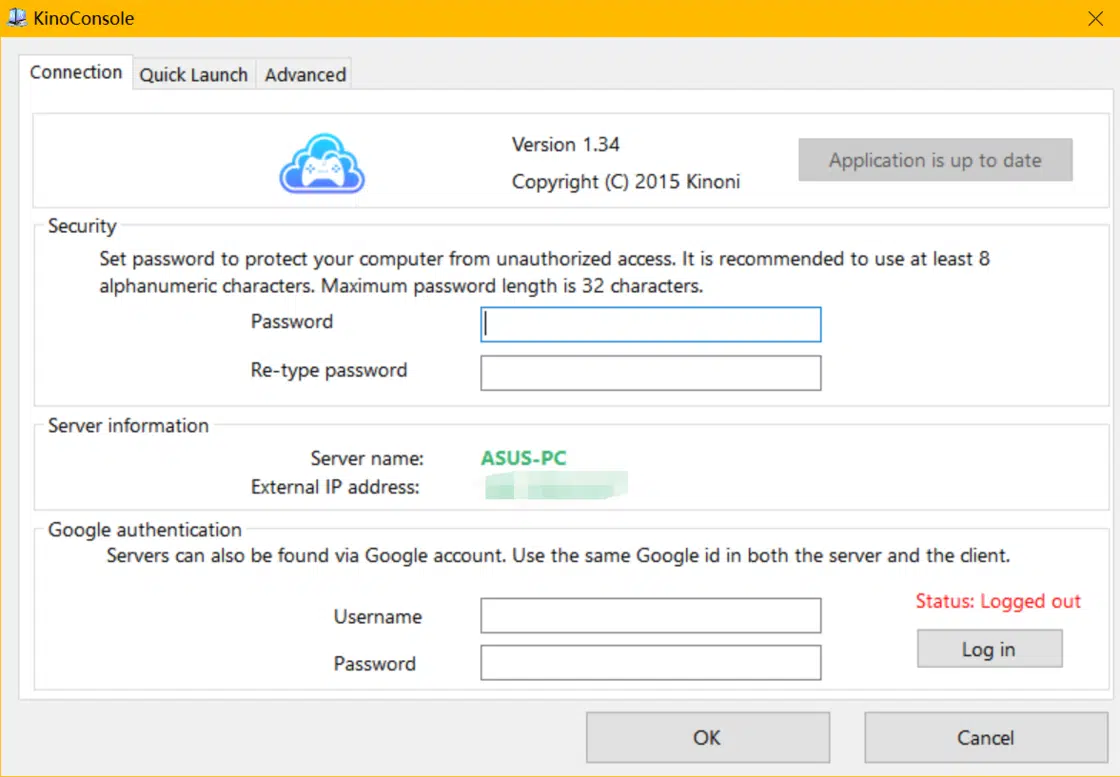 KinoConsole
Connection Quick Launch Advanced
Version 1.34
Application is up to date
Copyright (C) 2015 Kinoni
Security
Set password to protect your computer from unauthorized access. It is recommended to use at least 8
alphanumeric characters. Maximum password length is 32 characters.
Password
Re-type password
Server information
Server name: ASUS-PC
External IP address:
Google authentication
Servers can also be found via Google account. Use the same Google id in both the server and the client.
Status: Logged out
Username
Log in
Password
OK Cancel